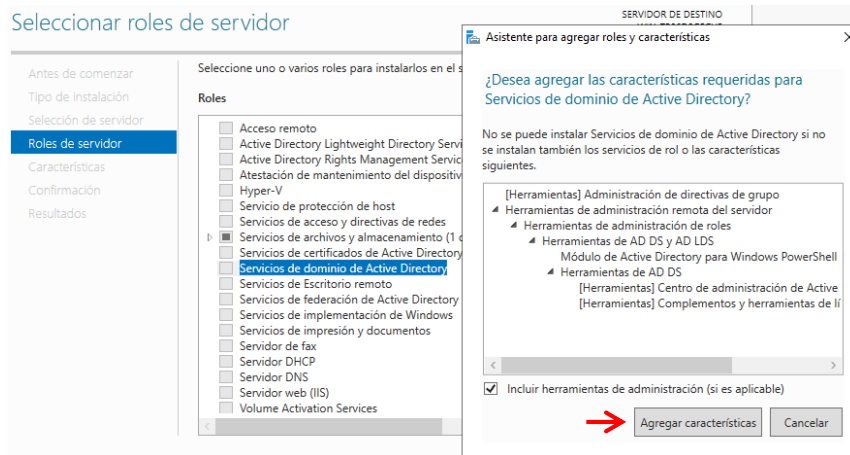 Seleccionar roles de servidor
SERVIDOR DE DESTINO
Antes de comenzar
Tipo de instalación
Selección de servidor
Roles de servidor
Características
Confirmación
Resultados
Seleccione uno o varios roles para instalarlos en el s
Roles
Acceso remoto
Active Directory Lightweight Directory Servi
Active Directory Rights Management Servic
Atestación de mantenimiento del dispositiv
Hyper-V
Servicio de protección de host
Servicios de acceso y directivas de redes
Servicios de archivos y almacenamiento (1 d
Servicios de certificados de Active Directory
Servicios de dominio de Active Directory
Servicios de Escritorio remoto
Servicios de federación de Active Directory
Servicios de implementación de Windows
Servicios de impresión y documentos
Servidor de fax
Servidor DHCP
Servidor DNS
Servidor web (IIS)
Volume Activation Services
Asistente para agregar roles y características
¿Desea agregar las características requeridas para
Servicios de dominio de Active Directory?
No se puede instalar Servicios de dominio de Active Directory si no
se instalan también los servicios de rol o las características
siguientes.
[Herramientas] Administración de directivas de grupo
Herramientas de administración remota del servidor
Herramientas de administración de roles
Herramientas de AD DS y AD LDS
Módulo de Active Directory para Windows PowerShell
Herramientas de AD DS
[Herramientas] Centro de administración de Active
[Herramientas] Complementos y herramientas de lí
Incluir herramientas de administración (si es aplicable)
Agregar características
Cancelar